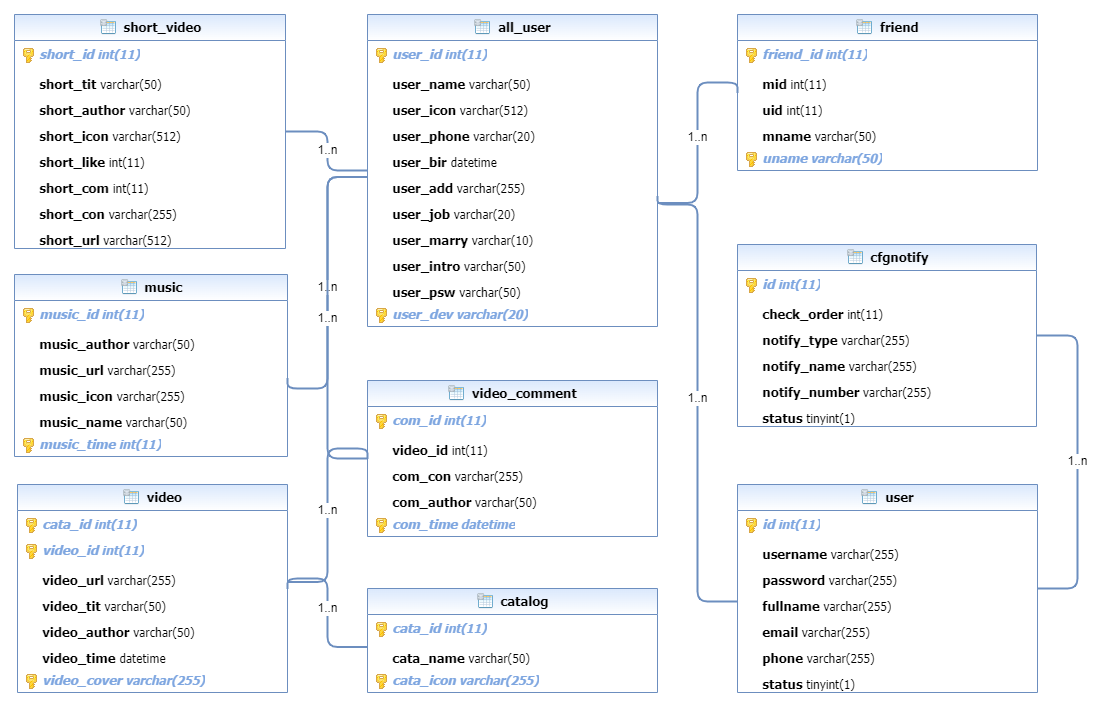 short_video
short_id int(11)
short_tit varchar(50)
short_author varchar(50)
short_icon varchar(512)
short_like int(11)
short_com int(11)
short_con varchar(255)
short_url varchar(512)
music
music_id int(11)
music_author varchar(50)
music_url varchar(255)
music_icon varchar(255)
music_name varchar(50)
music_time int(11)
video
cata_id int(11)
video_id int(11)
video_url varchar(255)
video_tit varchar(50)
video_author varchar(50)
video_time datetime
video_cover varchar(255)
1..n
1..n
1..n
1..n
1..n
all_user
user_id int(11)
user_name varchar(50)
user_icon varchar(512)
user_phone varchar(20)
user_bir datetime
user_add varchar(255)
user_job varchar(20)
user_marry varchar(10)
user_intro varchar(50)
user_psw varchar(50)
user_dev varchar(20)
video_comment
com_id int(11)
video_id int(11)
com_con varchar(255)
com_author varchar(50)
com_time datetime
catalog
cata_id int(11)
cata_name varchar(50)
cata_icon varchar(255)
1..n
1..n
friend
friend_id int(11)
mid int(11)
uid int(11)
mname varchar(50)
uname varchar(50)
cfgnotify
id int(11)
check_order int(11)
notify_type varchar(255)
notify_name varchar(255)
notify_number varchar(255)
status tinyint(1)
1..n
user
id int(11)
username varchar(255)
password varchar(255)
fullname varchar(255)
email varchar(255)
phone varchar(255)
status tinyint(1)